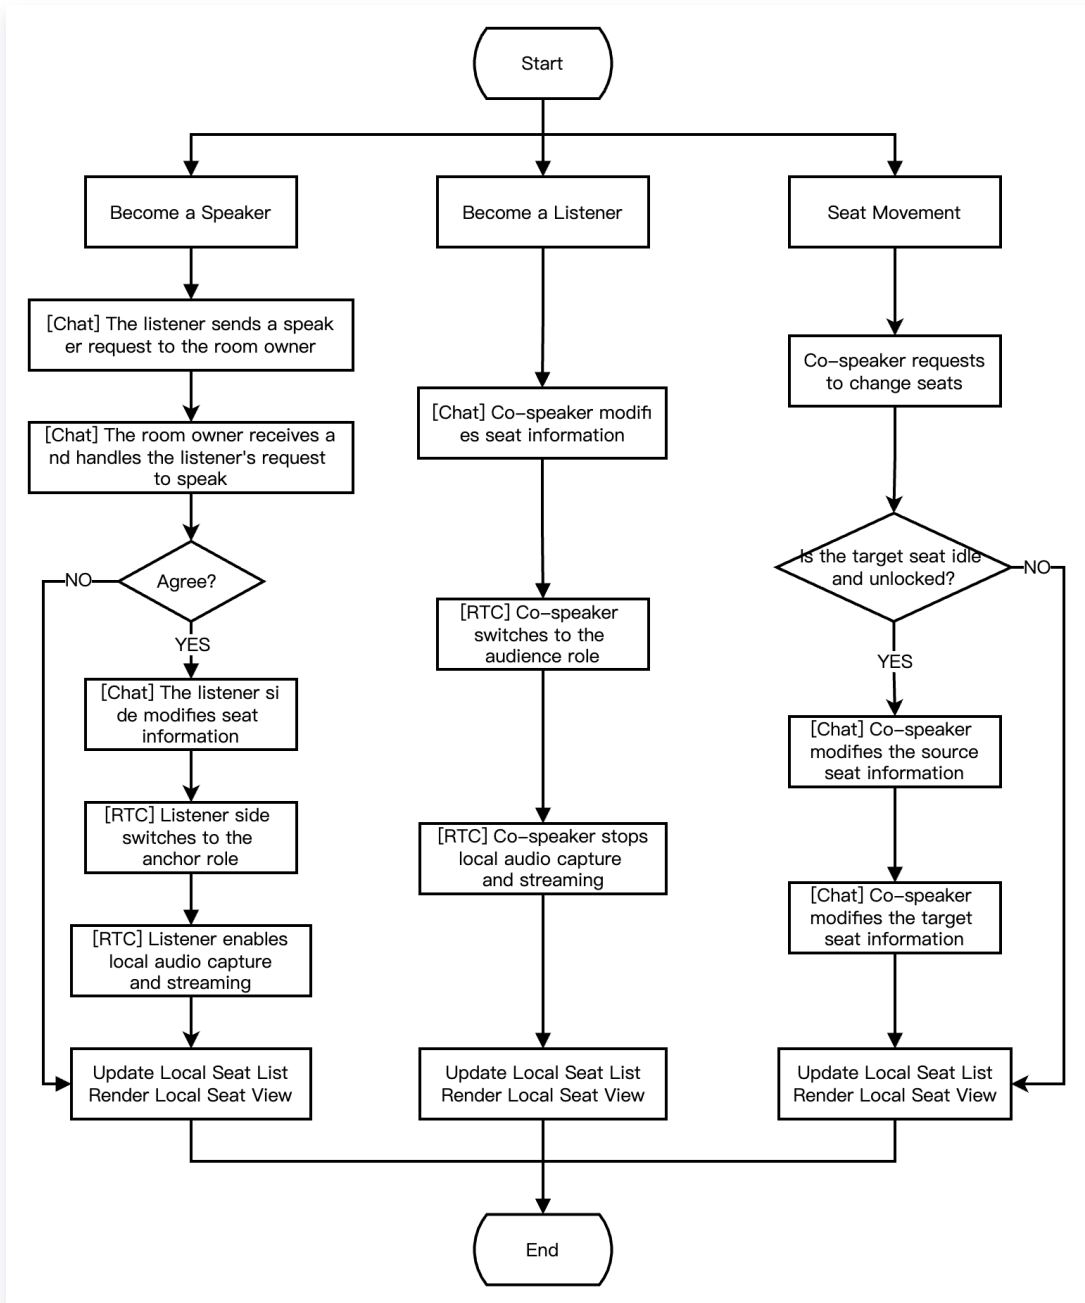 Start
Become a Speaker
Become a Listener
Seat Movement
[Chat] The listener sends a speak
er request to the room owner
[Chat] The room owner receives a
nd handles the listener's request
to speak
Agree?
NO
YES
[Chat] The listener si
de modifies seat
information
[RTC] Listener side
switches to the
anchor role
[RTC] Listener enables
local audio capture
and streaming
Update Local Seat List
Render Local Seat View
[Chat] Co-speaker modifi
es seat information
[RTC] Co-speaker
switches to the
audience role
[RTC] Co-speaker stops
local audio capture
and streaming
Update Local Seat List
Render Local Seat View
Co-speaker requests
to change seats
Is the target seat idle
and unlocked?
NO
YES
[Chat] Co-speaker
modifies the source
seat information
[Chat] Co-speaker
modifies the target
seat information
Update Local Seat List
Render Local Seat View
End